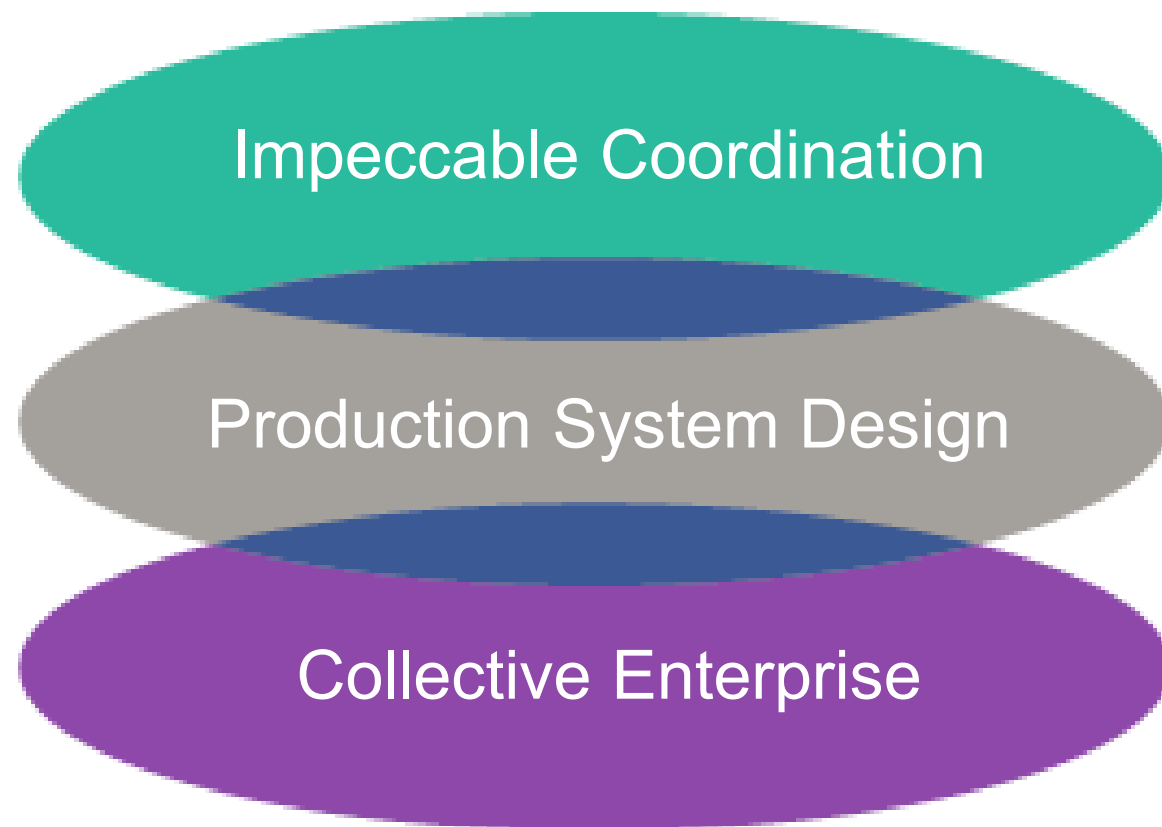 Impeccable Coordination
Production System Design
Collective Enterprise